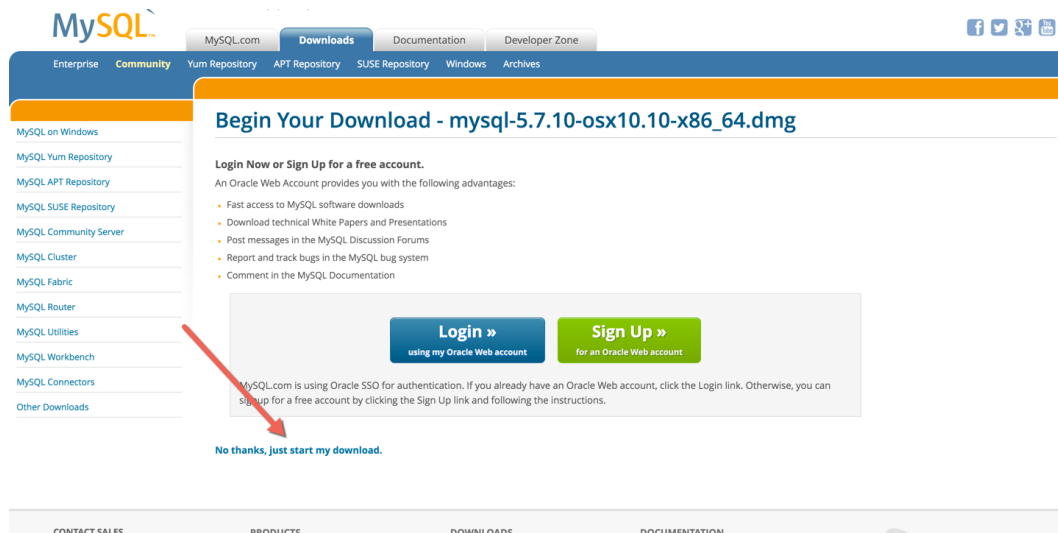 MySQL™
MySQL.com Downloads Documentation Developer Zone
Enterprise Community Yum Repository APT Repository SUSE Repository Windows Archives
MySQL on Windows
MySQL Yum Repository
MySQL APT Repository
MySQL SUSE Repository
MySQL Community Server
MySQL Cluster
MySQL Fabric
MySQL Router
MySQL Utilities
MySQL Workbench
MySQL Connectors
Other Downloads
Begin Your Download - mysql-5.7.10-osx10.10-x86_64.dmg
Login Now or Sign Up for a free account.
An Oracle Web Account provides you with the following advantages:
Fast access to MySQL software downloads
Download technical White Papers and Presentations
Post messages in the MySQL Discussion Forums
Report and track bugs in the MySQL bug system
Comment in the MySQL Documentation
Login »
using my Oracle Web account
Sign Up »
for an Oracle Web account
MySQL.com is using Oracle SSO for authentication. If you already have an Oracle Web account, click the Login link. Otherwise, you can
signup for a free account by clicking the Sign Up link and following the instructions.
No thanks, just start my download.
CONTACT SALES PRODUCTS DOWNLOADS DOCUMENTATION